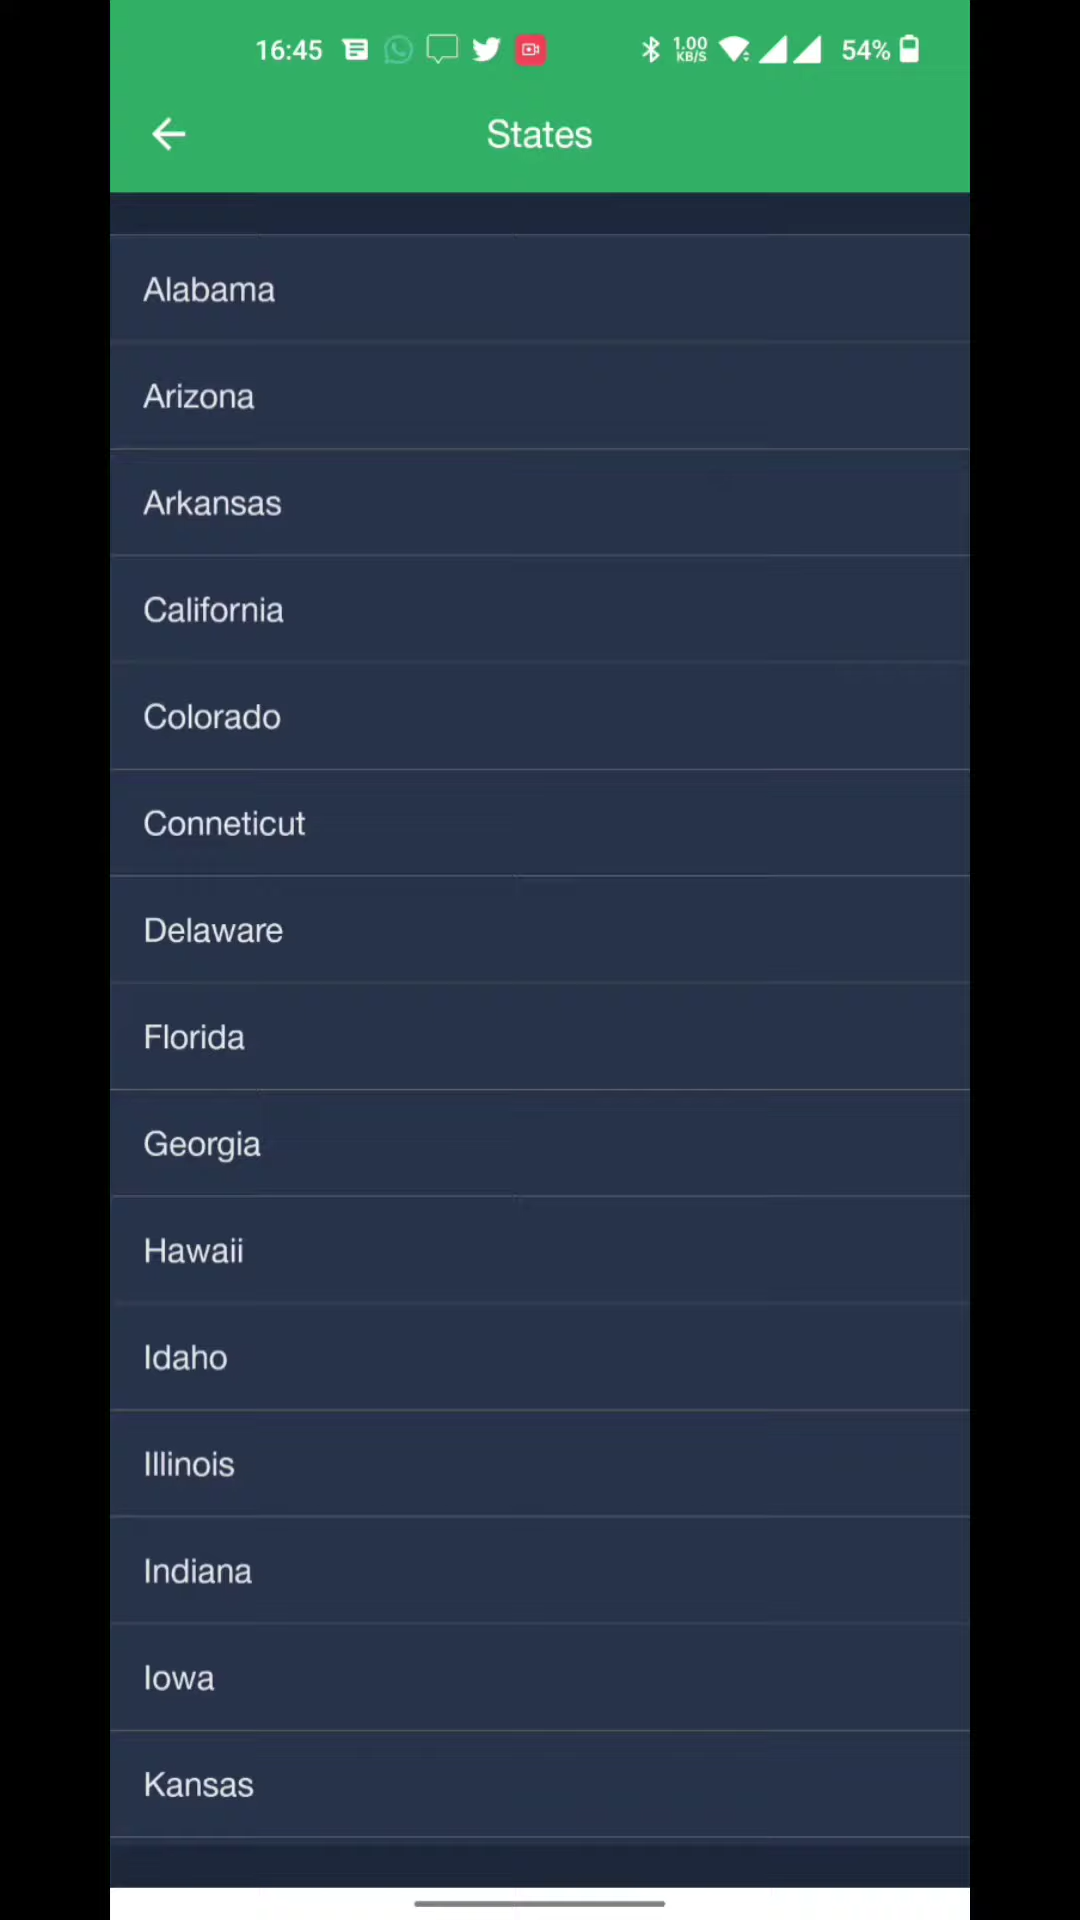 16:45 1.00 KB/S 54%
States
Alabama
Arizona
Arkansas
California
Colorado
Conneticut
Delaware
Florida
Georgia
Hawaii
Idaho
Illinois
Indiana
Iowa
Kansas